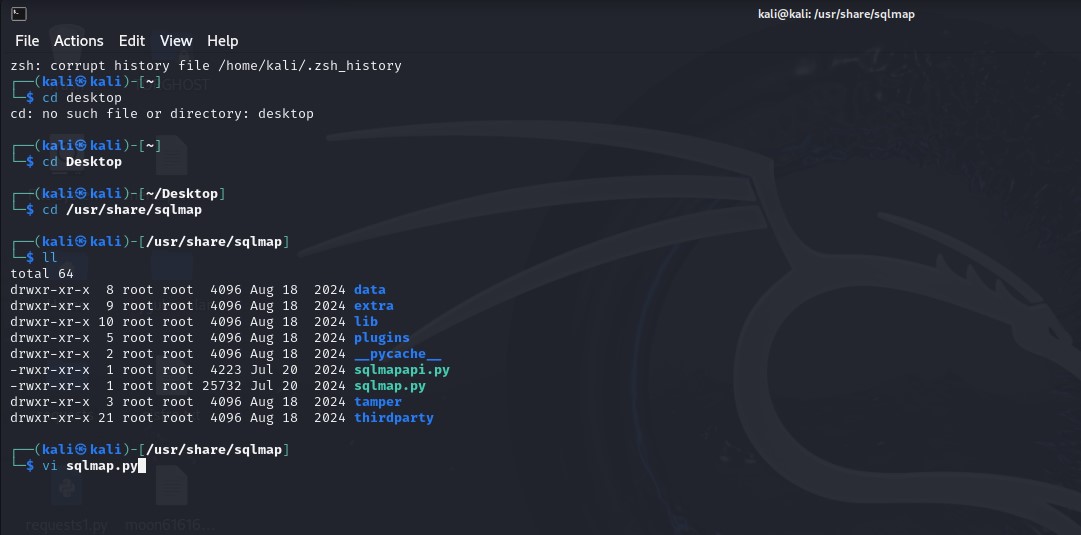 kali@kali: /usr/share/sqlmap
File Actions Edit View Help
zsh: corrupt history file /home/kali/.zsh_history
┌──(kali㉿kali)-[~]
└─$ cd desktop
cd: no such file or directory: desktop
┌──(kali㉿kali)-[~]
└─$ cd Desktop
┌──(kali㉿kali)-[~/Desktop]
└─$ cd /usr/share/sqlmap
┌──(kali㉿kali)-[/usr/share/sqlmap]
└─$ ll
total 64
drwxr-xr-x  8 root root  4096 Aug 18  2024 data
drwxr-xr-x  9 root root  4096 Aug 18  2024 extra
drwxr-xr-x 10 root root  4096 Aug 18  2024 lib
drwxr-xr-x  5 root root  4096 Aug 18  2024 plugins
drwxr-xr-x  2 root root  4096 Aug 18  2024 __pycache__
-rwxr-xr-x  1 root root  4223 Jul 20  2024 sqlmapapi.py
-rwxr-xr-x  1 root root 25732 Jul 20  2024 sqlmap.py
drwxr-xr-x  3 root root  4096 Aug 18  2024 tamper
drwxr-xr-x 21 root root  4096 Aug 18  2024 thirdparty
┌──(kali㉿kali)-[/usr/share/sqlmap]
└─$ vi sqlmap.py
requests1.py moon61616...